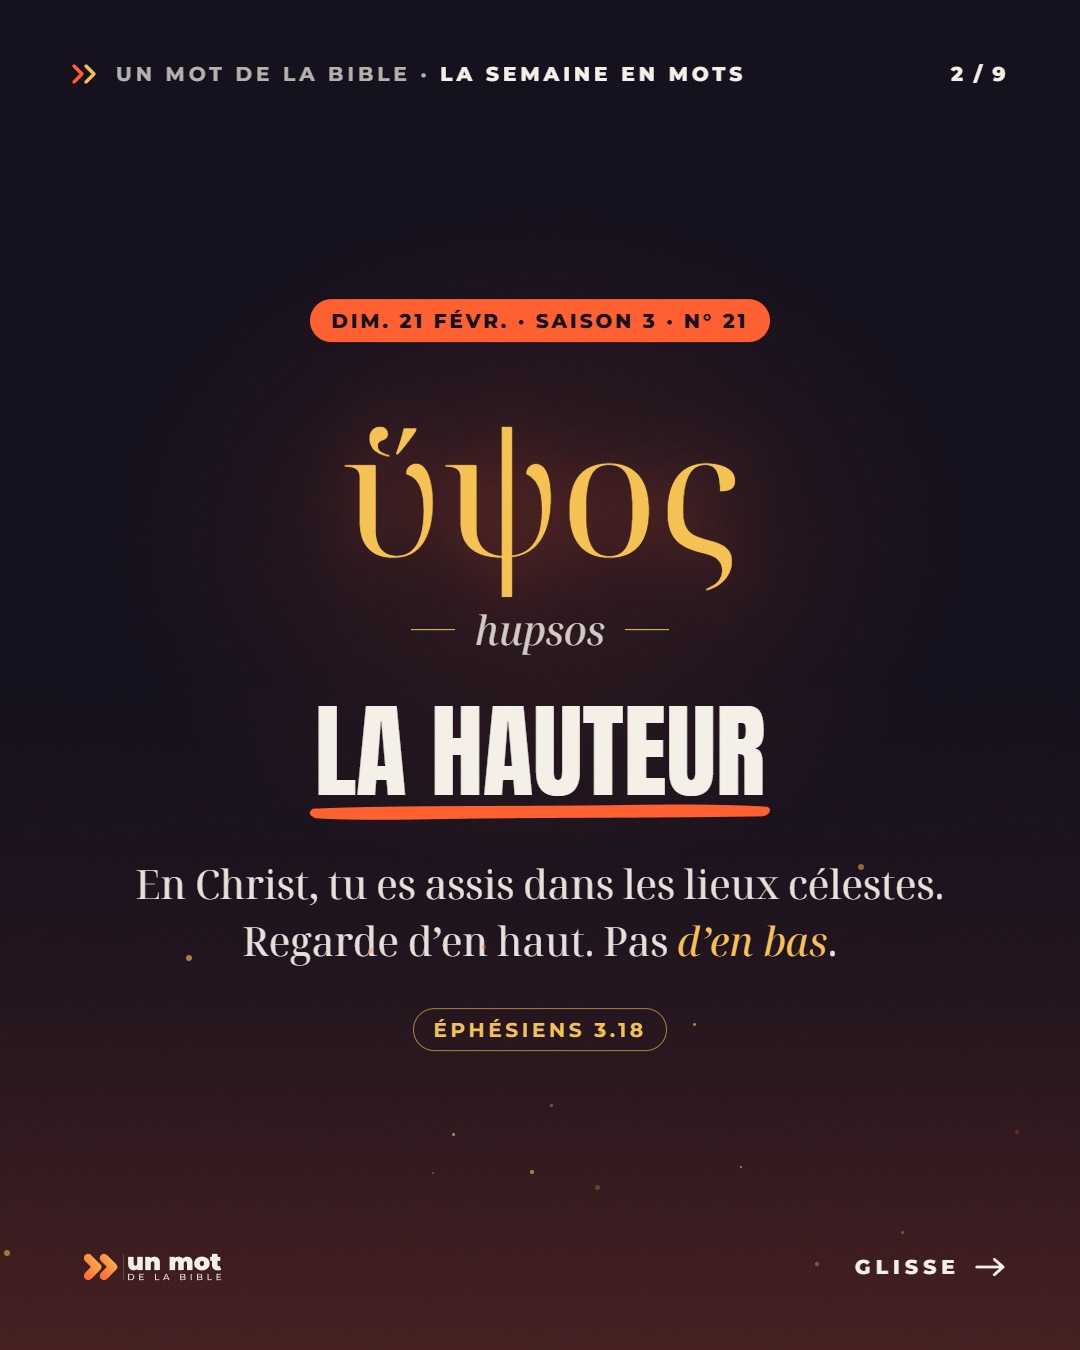 UN MOT DE LA BIBLE · LA SEMAINE EN MOTS
2 / 9
DIM. 21 FÉVR. · SAISON 3 · N° 21
ὕψος
hupsos
LA HAUTEUR
En Christ, tu es assis dans les lieux célestes.
Regarde d’en haut. Pas d’en bas.
ÉPHÉSIENS 3.18
un mot
DE LA BIBLE
GLISSE →